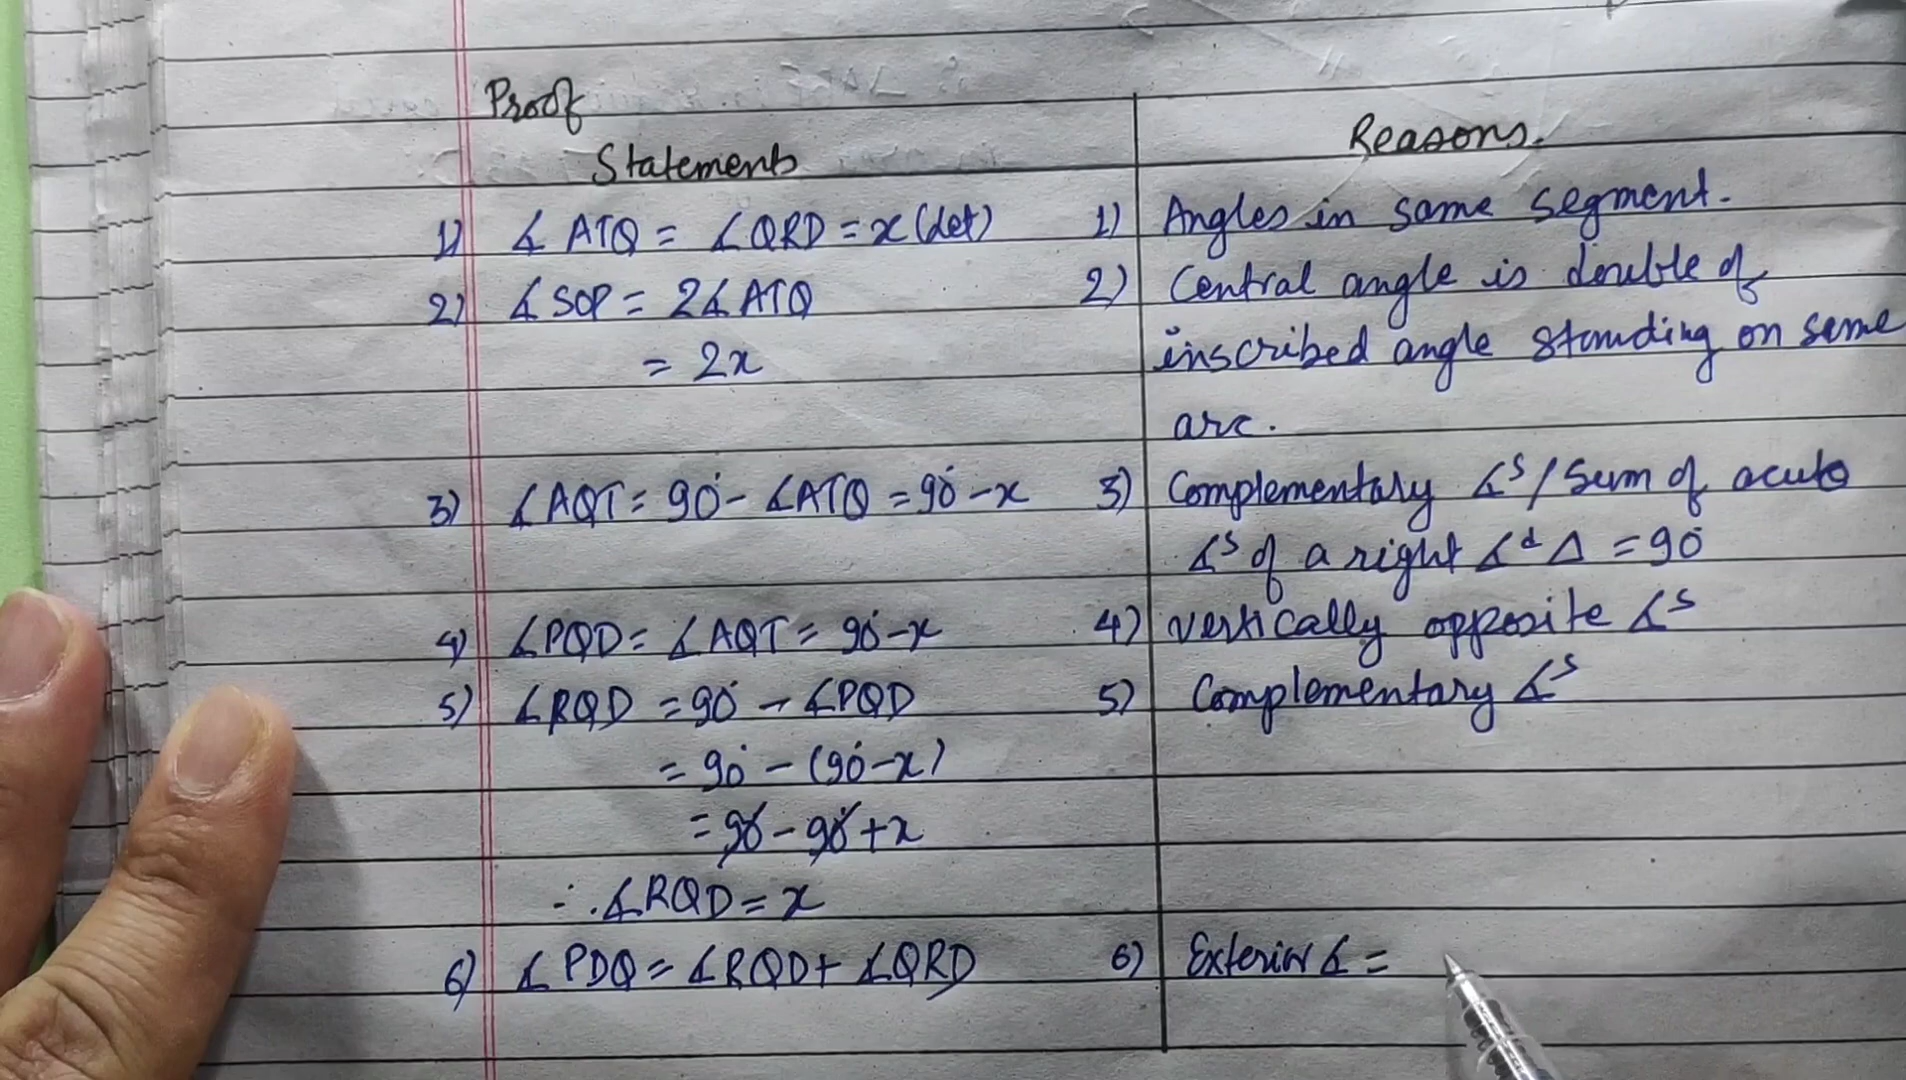 Proof
Statements
Reasons.
1) ∡ ATQ = ∠QRD = x (let)
1) Angles in same segment.
2) ∡ SOP = 2∡ ATQ
= 2x
2) Central angle is double of
inscribed angle standing on same
arc.
3) ∡AQT = 90° - ∡ATQ = 90° - x
3) Complementary ∡s / Sum of acute
∡s of a right ∡d Δ = 90°
4) ∡PQD = ∡AQT = 90° - x
4) vertically opposite ∡s
5) ∡RQD = 90° - ∡PQD
5) Complementary ∡s
= 90° - (90° - x)
= 90° - 90° + x
∴ ∡RQD = x
6) ∡ PDQ = ∡RQD + ∡QRD
6) Exterior ∡ =